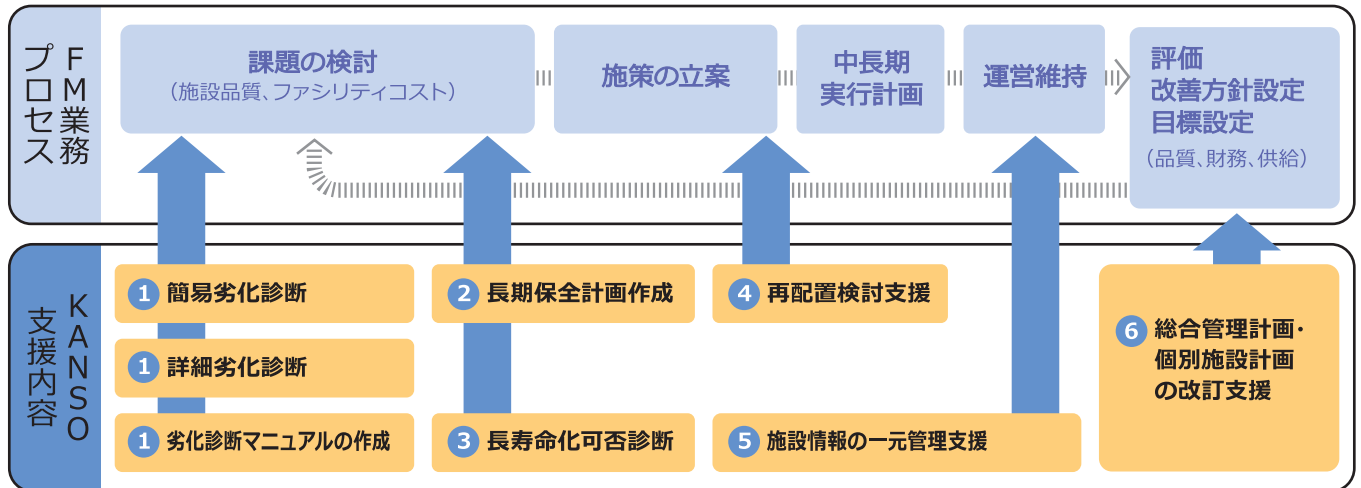 FM業務
プロセス
課題の検討
（施設品質、ファシリティコスト）
施策の立案
中長期
実行計画
運営維持
評価
改善方針設定
目標設定
（品質、財務、供給）
KANSO
支援内容
1 簡易劣化診断
1 詳細劣化診断
1 劣化診断マニュアルの作成
2 長期保全計画作成
3 長寿命化可否診断
4 再配置検討支援
5 施設情報の一元管理支援
6 総合管理計画・
個別施設計画
の改訂支援